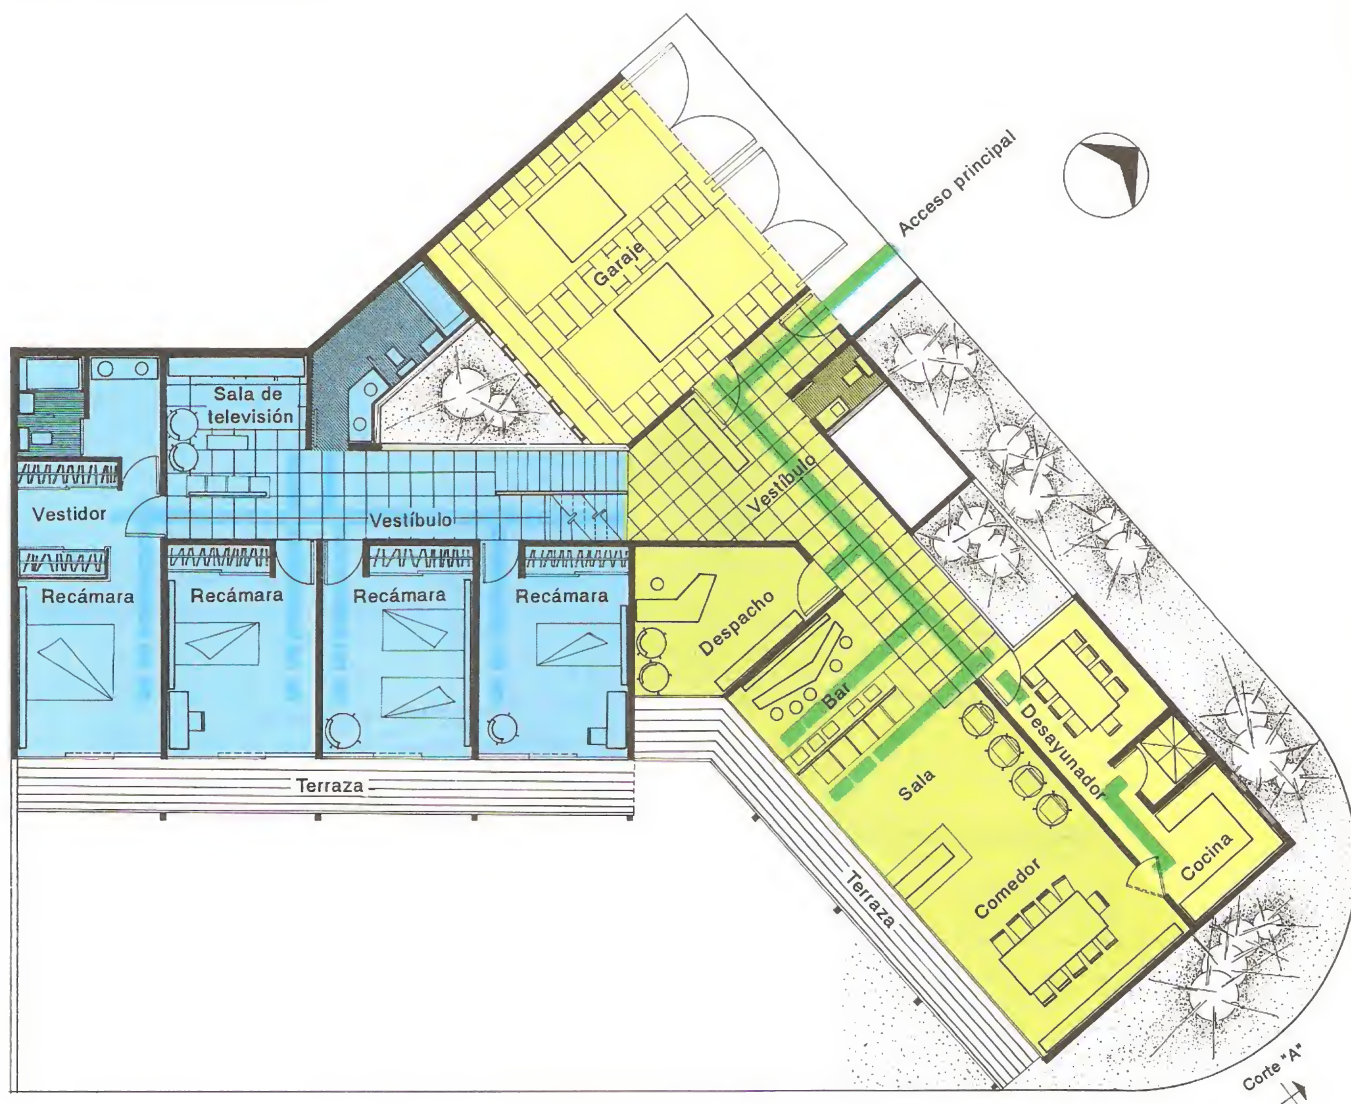 Acceso principal
Garaje
Sala de
televisión
Vestíbulo
Vestidor
Vestíbulo
Recámara
Recámara
Recámara
Recámara
Despacho
Bar
Desayunador
Terraza
Sala
Cocina
Comedor
Terraza
Corte "A"